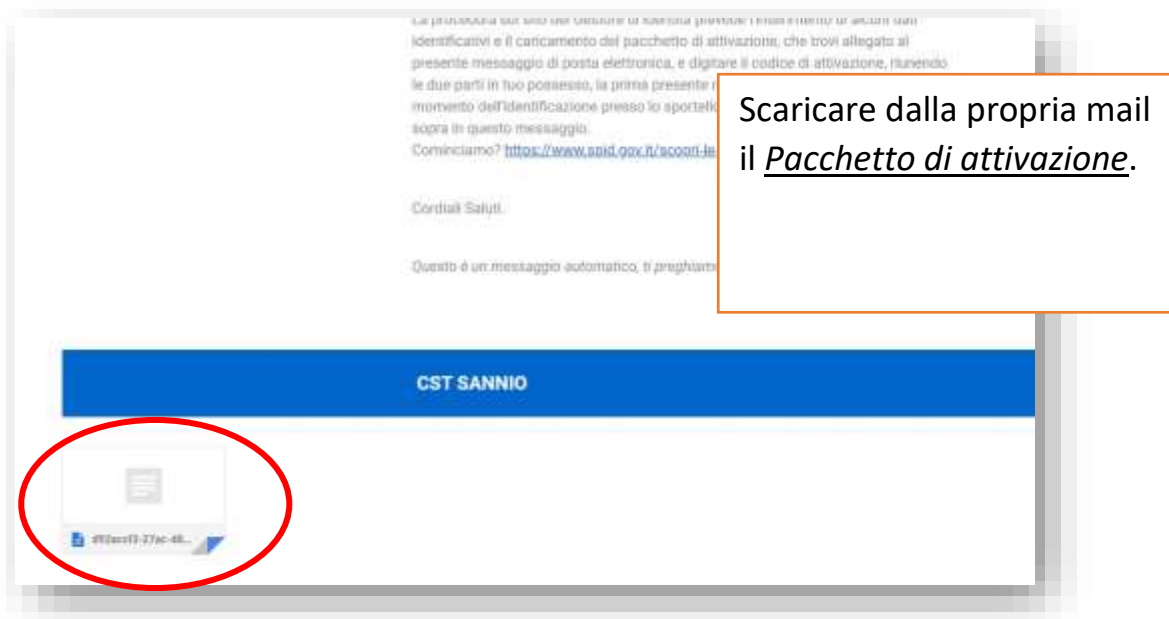 La procedura sul sito del Gestore di Identità prevede l'inserimento di alcuni dati
identificativi e il caricamento del pacchetto di attivazione, che trovi allegato al
presente messaggio di posta elettronica, e digitare il codice di attivazione, riunendo
le due parti in tuo possesso, la prima presente
momento dell'identificazione presso lo sportello
sopra in questo messaggio.
Cominciamo? https://www.spid.gov.it/scopri-le
Cordiali Saluti.
Questo è un messaggio automatico, ti preghiamo
Scaricare dalla propria mail
il Pacchetto di attivazione.
CST SANNIO